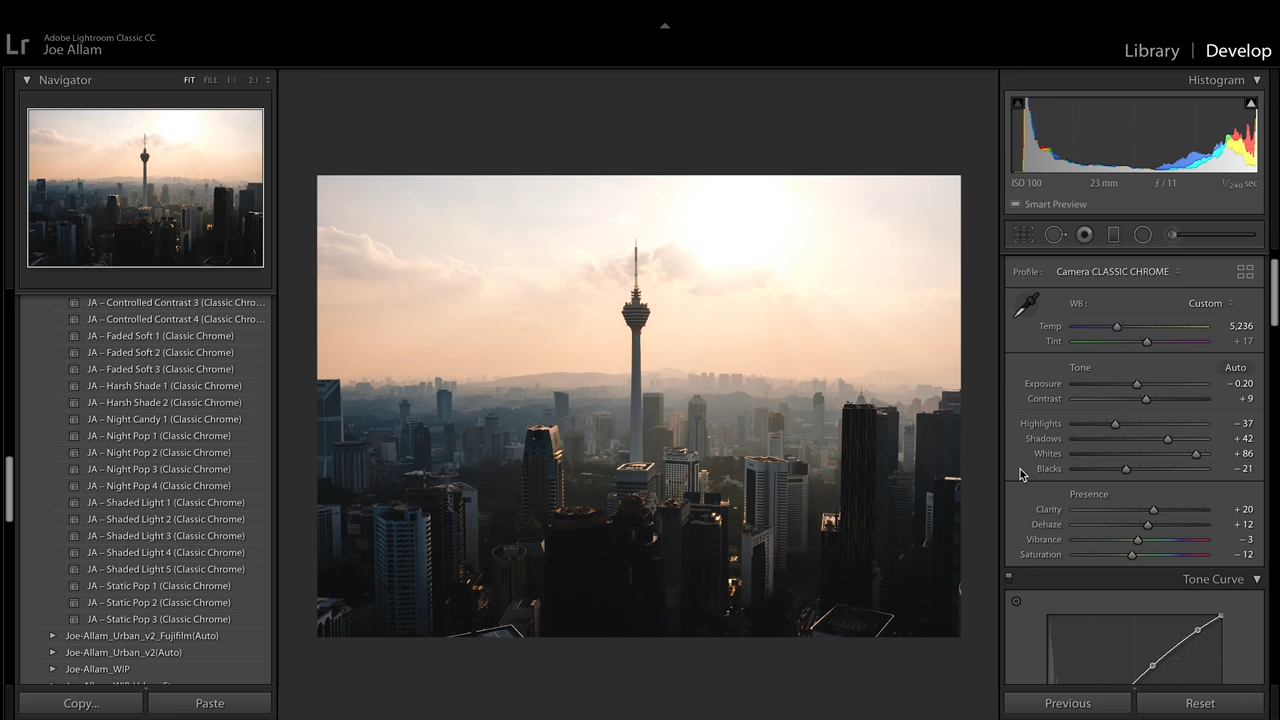 Lr
Adobe Lightroom Classic CC
Joe Allam
Library | Develop
Navigator
FIT FILL 1:1 2:1
JA – Controlled Contrast 3 (Classic Chro...
JA – Controlled Contrast 4 (Classic Chro...
JA – Faded Soft 1 (Classic Chrome)
JA – Faded Soft 2 (Classic Chrome)
JA – Faded Soft 3 (Classic Chrome)
JA – Harsh Shade 1 (Classic Chrome)
JA – Harsh Shade 2 (Classic Chrome)
JA – Night Candy 1 (Classic Chrome)
JA – Night Pop 1 (Classic Chrome)
JA – Night Pop 2 (Classic Chrome)
JA – Night Pop 3 (Classic Chrome)
JA – Night Pop 4 (Classic Chrome)
JA – Shaded Light 1 (Classic Chrome)
JA – Shaded Light 2 (Classic Chrome)
JA – Shaded Light 3 (Classic Chrome)
JA – Shaded Light 4 (Classic Chrome)
JA – Shaded Light 5 (Classic Chrome)
JA – Static Pop 1 (Classic Chrome)
JA – Static Pop 2 (Classic Chrome)
JA – Static Pop 3 (Classic Chrome)
Joe-Allam_Urban_v2_Fujifilm(Auto)
Joe-Allam_Urban_v2(Auto)
Joe-Allam_WIP
Copy...
Paste
Histogram
ISO 100 23 mm ƒ / 11 1/240 sec
Smart Preview
Profile : Camera CLASSIC CHROME
WB : Custom
Temp 5,236
Tint + 17
Tone Auto
Exposure – 0.20
Contrast + 9
Highlights – 37
Shadows + 42
Whites + 86
Blacks – 21
Presence
Clarity + 20
Dehaze + 12
Vibrance – 3
Saturation – 12
Tone Curve
Previous
Reset